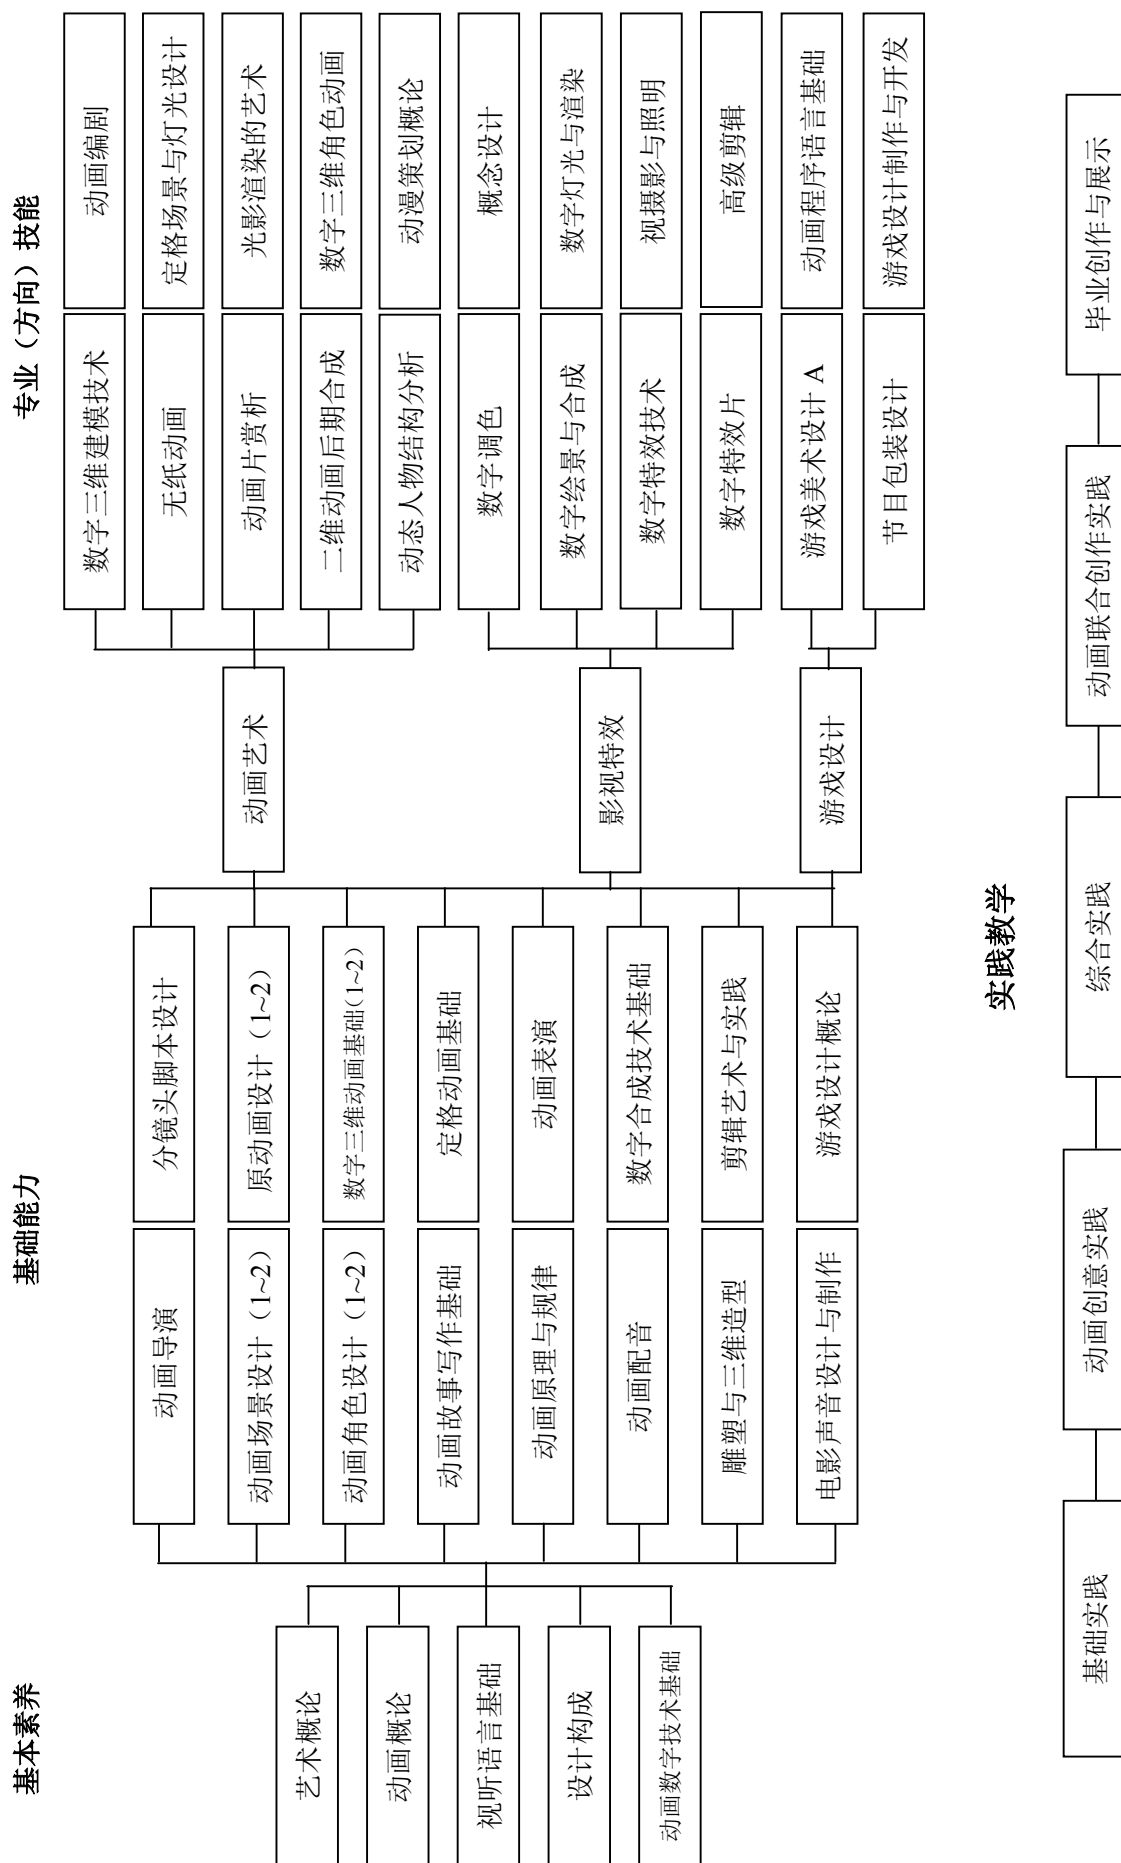 基本素养
艺术概论
动画概论
视听语言基础
设计构成
动画数字技术基础
基础能力
动画导演
分镜头脚本设计
动画场景设计（1~2）
原动画设计（1~2）
动画角色设计（1~2）
数字三维动画基础（1~2）
动画故事写作基础
定格动画基础
动画原理与规律
动画表演
动画配音
数字合成技术基础
雕塑与三维造型
剪辑艺术与实践
电影声音设计与制作
游戏设计概论
专业（方向）技能
动画艺术
数字三维建模技术
动画编剧
无纸动画
定格场景与灯光设计
动画片赏析
光影渲染的艺术
二维动画后期合成
数字三维角色动画
动态人物结构分析
动漫策划概论
影视特效
数字调色
概念设计
数字绘景与合成
数字灯光与渲染
数字特效技术
视摄影与照明
数字特效片
高级剪辑
游戏设计
游戏美术设计 A
动画程序语言基础
节目包装设计
游戏设计制作与开发
实践教学
基础实践
动画创意实践
综合实践
动画联合创作实践
毕业创作与展示